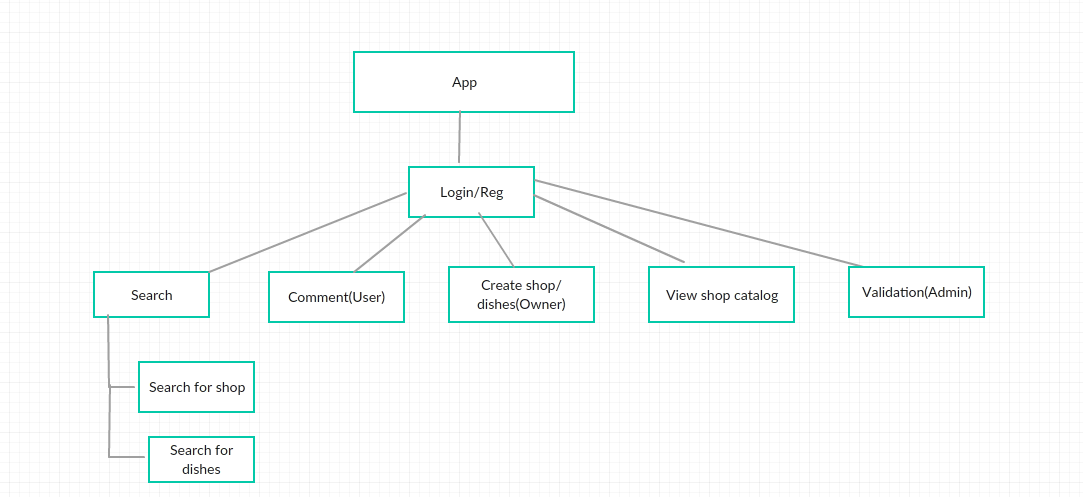 App
Login/Reg
Search
Comment(User)
Create shop/
dishes(Owner)
View shop catalog
Validation(Admin)
Search for shop
Search for
dishes